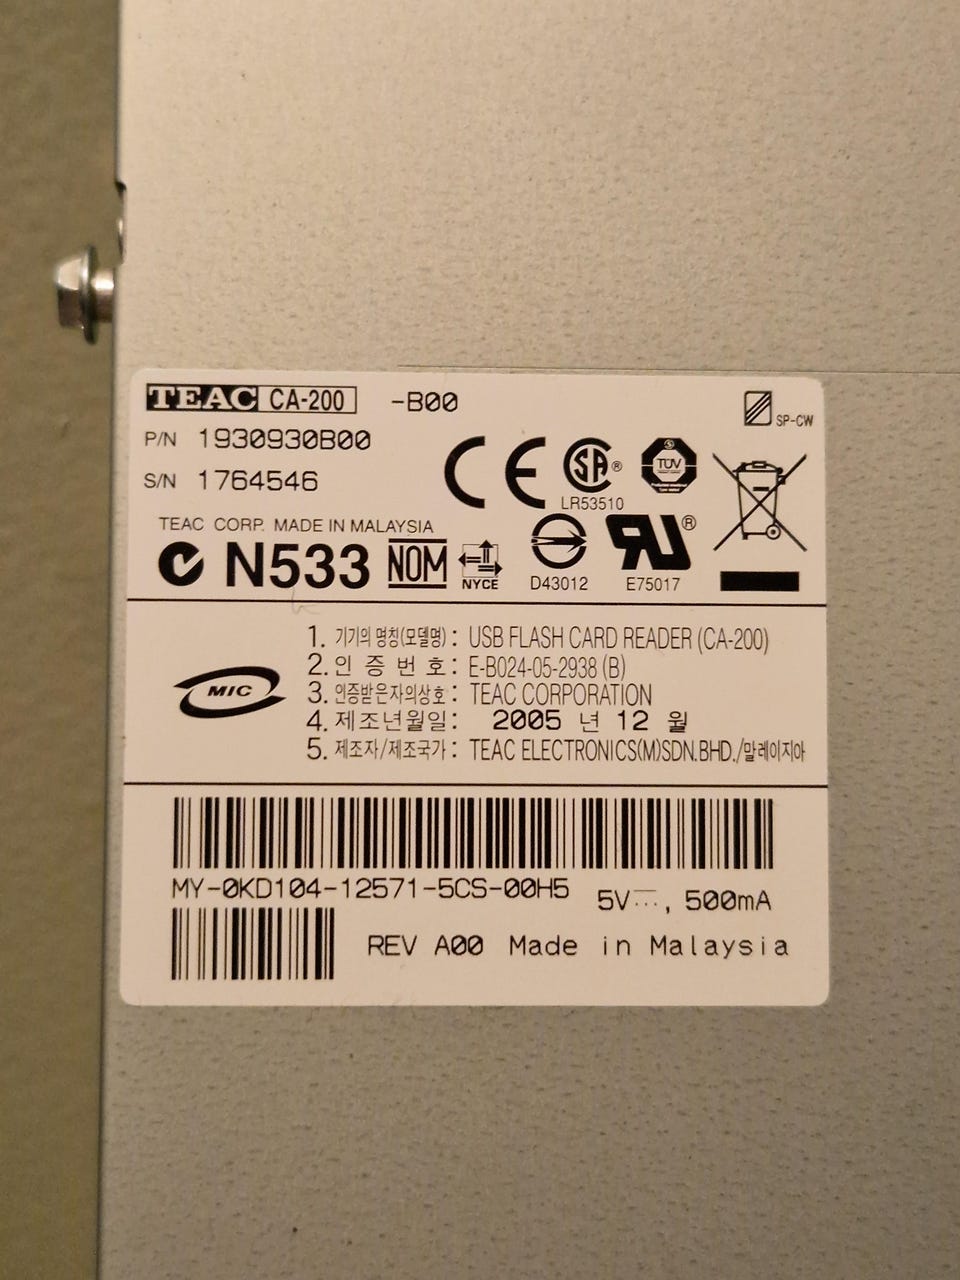 TEAC CA-200 -B00
SP-CW
P/N 1930930B00
S/N 1764546
CE SA ® TÜV
LR53510
TEAC CORP. MADE IN MALAYSIA
N533 NOM NYCE D43012 RU ® E75017
MIC
1. 기기의 명칭(모델명) : USB FLASH CARD READER (CA-200)
2. 인 증 번 호 : E-B024-05-2938 (B)
3. 인증받은자의상호 : TEAC CORPORATION
4. 제조년월일 : 2005 년 12 월
5. 제조자/제조국가 : TEAC ELECTRONICS(M)SDN.BHD./말레이지아
MY-0KD104-12571-5CS-00H5
5V⎓, 500mA
REV A00 Made in Malaysia